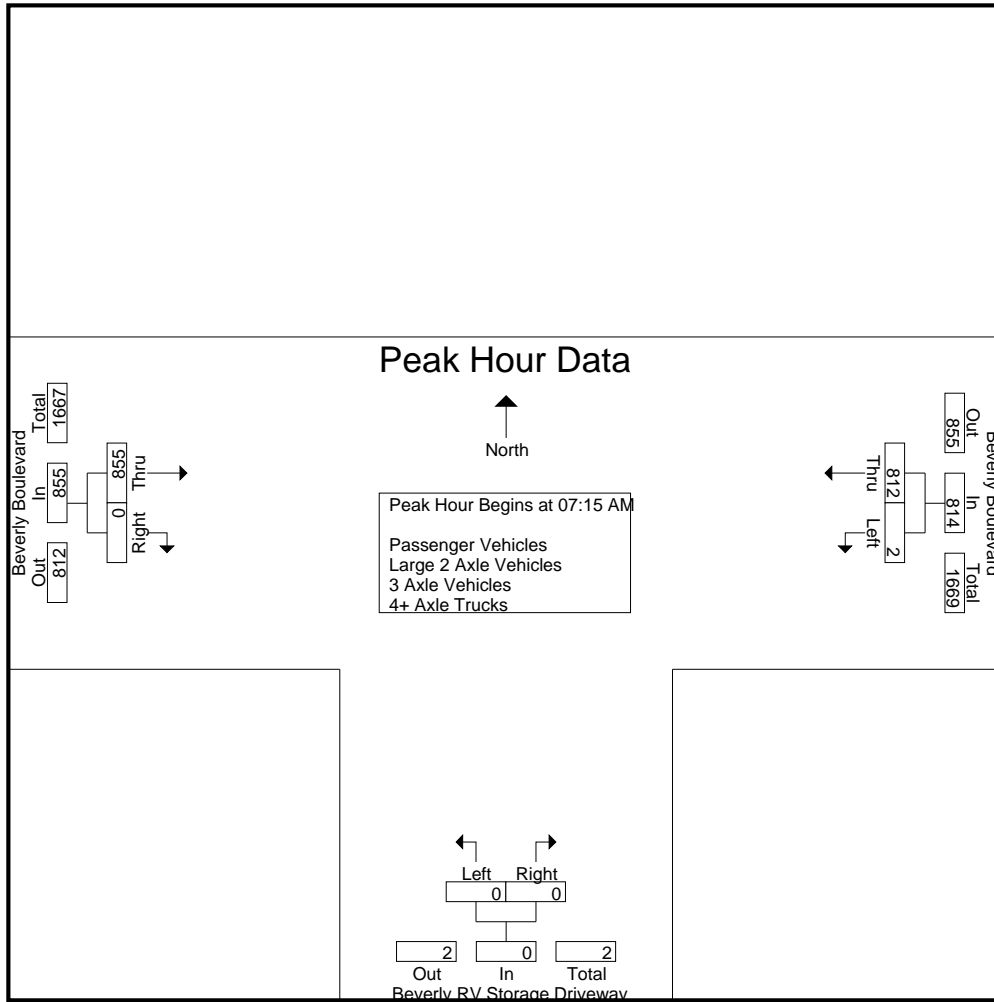 Peak Hour Data
North
Peak Hour Begins at 07:15 AM
Passenger Vehicles
Large 2 Axle Vehicles
3 Axle Vehicles
4+ Axle Trucks
Beverly Boulevard
Out In Total
812 855 1667
Right Thru
0 855
Beverly Boulevard
Out In Total
855 814 1669
Thru Left
812 2
Left Right
0 0
2 0 2
Out In Total
Beverly RV Storage Driveway